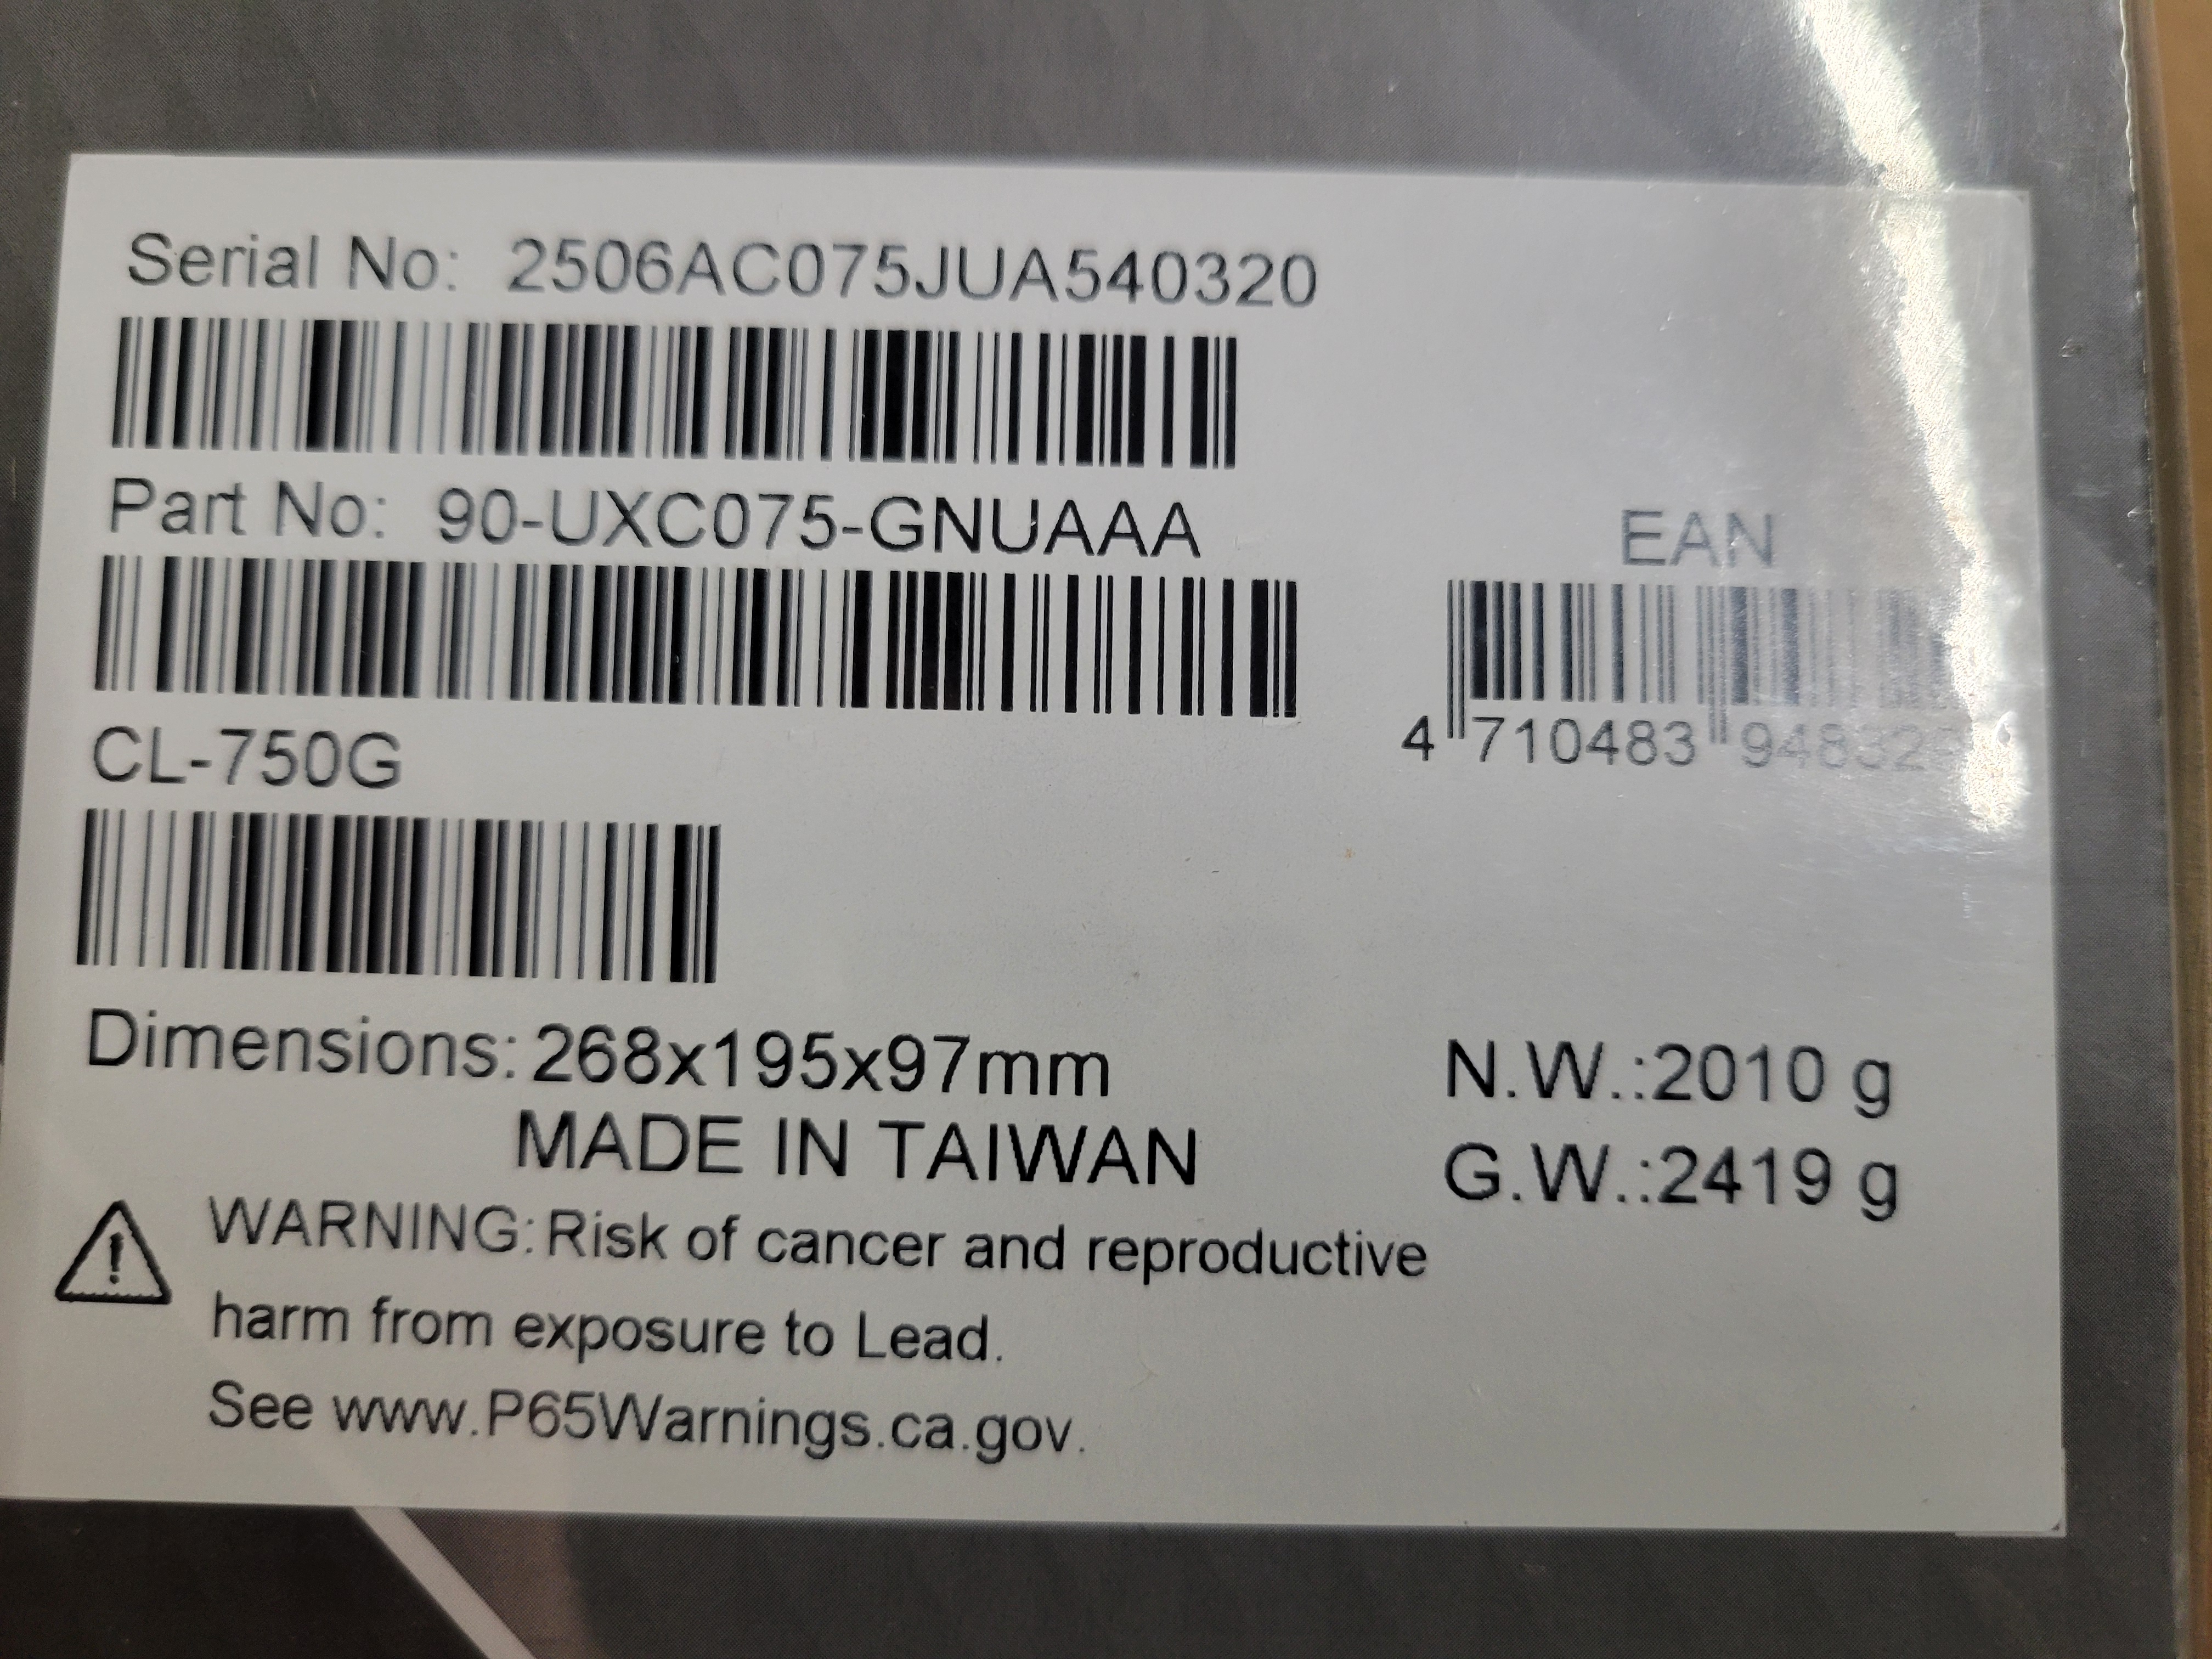 Serial No: 2506AC075JUA540320
Part No: 90-UXC075-GNUAAA
EAN
4 710483
CL-750G
Dimensions: 268x195x97mm
N.W.:2010 g
MADE IN TAIWAN
G.W.:2419 g
WARNING: Risk of cancer and reproductive
harm from exposure to Lead.
See www.P65Warnings.ca.gov.